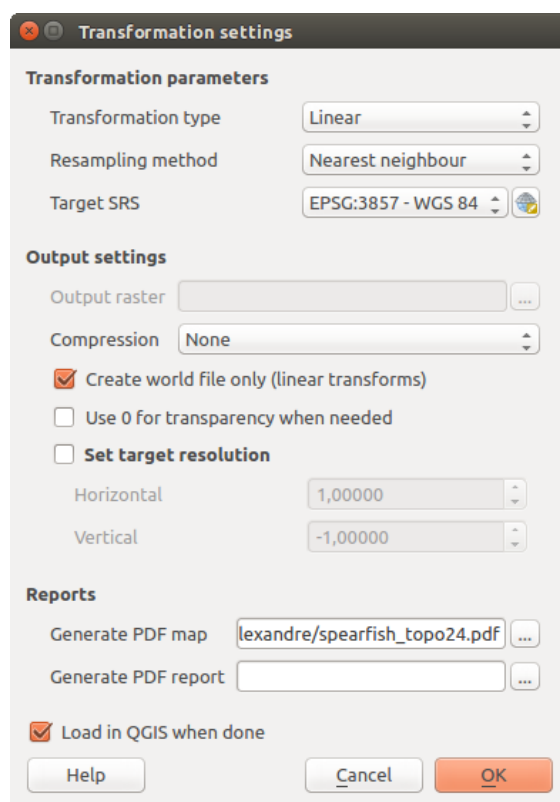 Transformation settings
Transformation parameters
Transformation type Linear
Resampling method Nearest neighbour
Target SRS EPSG:3857 - WGS 84
Output settings
Output raster ...
Compression None
Create world file only (linear transforms)
Use 0 for transparency when needed
Set target resolution
Horizontal 1,00000
Vertical -1,00000
Reports
Generate PDF map lexandre/spearfish_topo24.pdf ...
Generate PDF report ...
Load in QGIS when done
Help Cancel OK